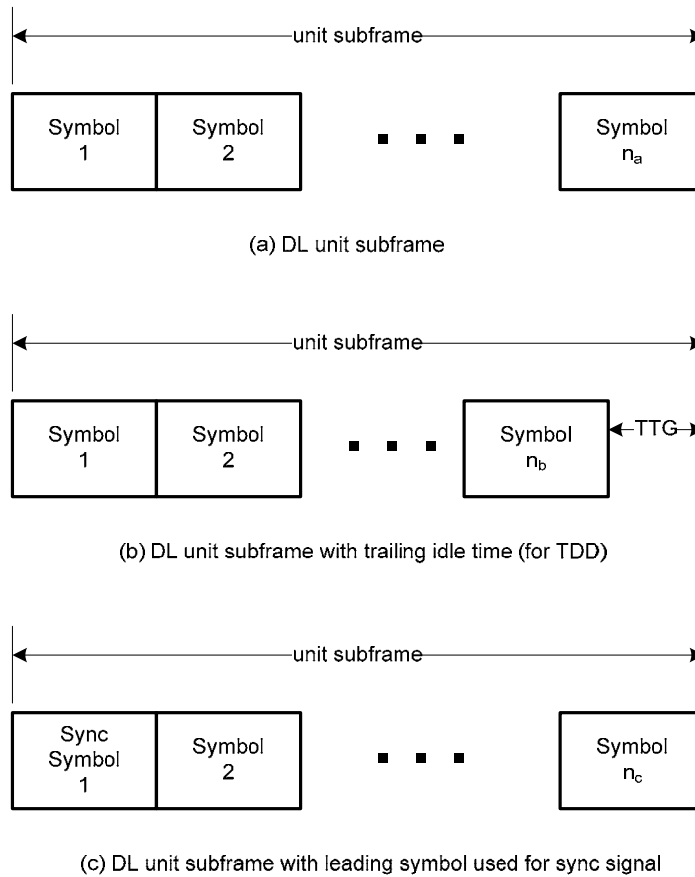 unit subframe
Symbol 1
Symbol 2
Symbol nₐ
(a) DL unit subframe
unit subframe
Symbol 1
Symbol 2
Symbol n_b
TTG
(b) DL unit subframe with trailing idle time (for TDD)
unit subframe
Sync Symbol 1
Symbol 2
Symbol n_c
(c) DL unit subframe with leading symbol used for sync signal